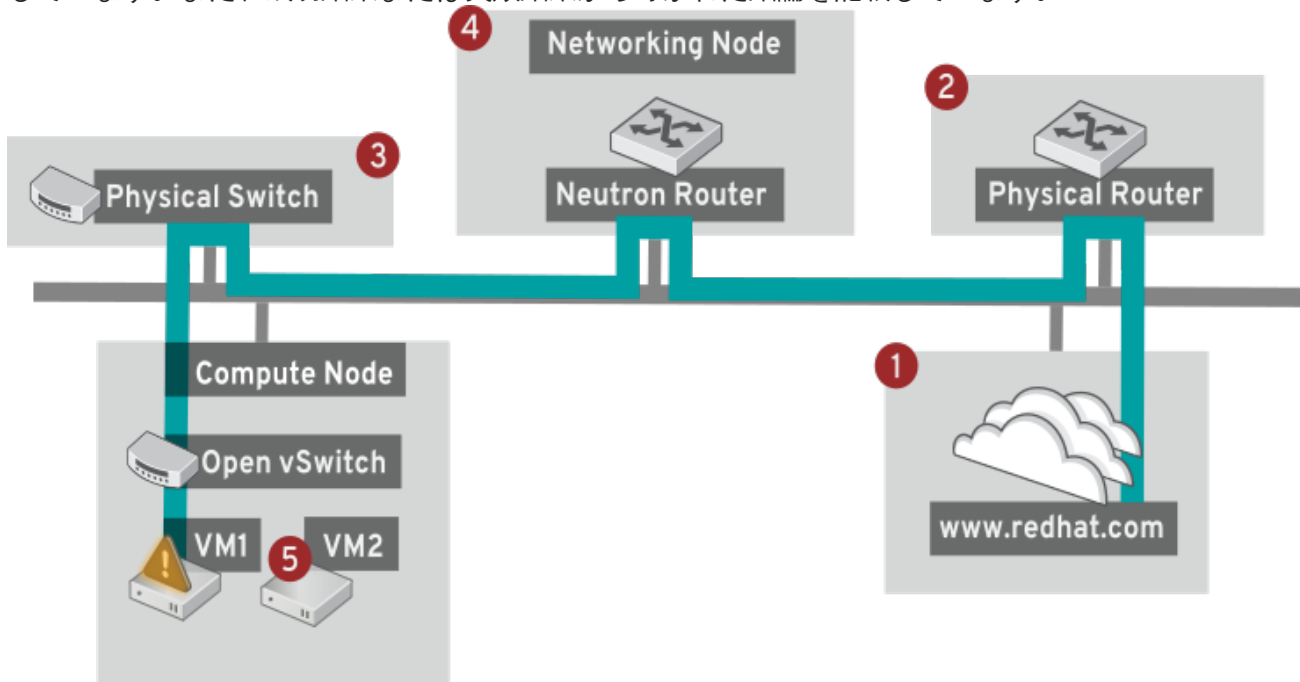 4
Networking Node
2
3
Physical Switch
Neutron Router
Physical Router
Compute Node
1
Open vSwitch
www.redhat.com
VM1
5
VM2